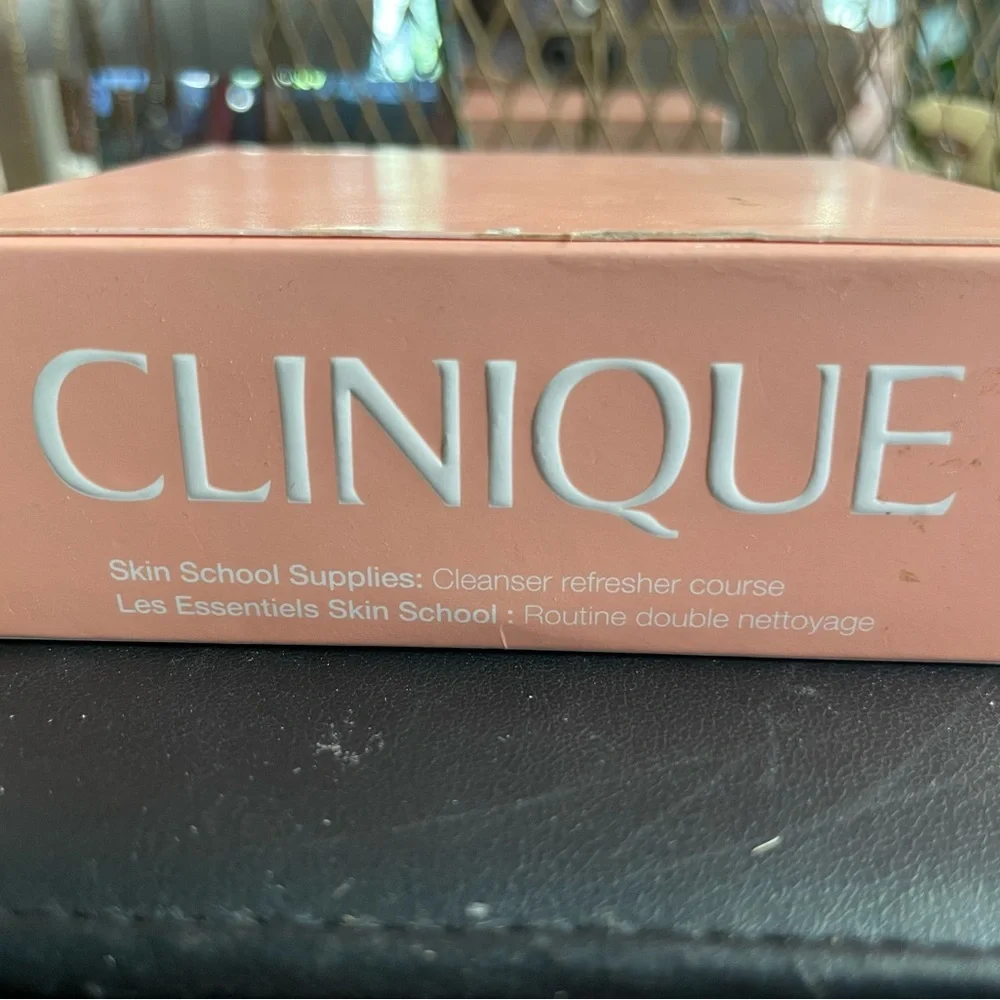 CLINIQUE
Skin School Supplies: Cleanser refresher course
Les Essentiels Skin School : Routine double nettoyage